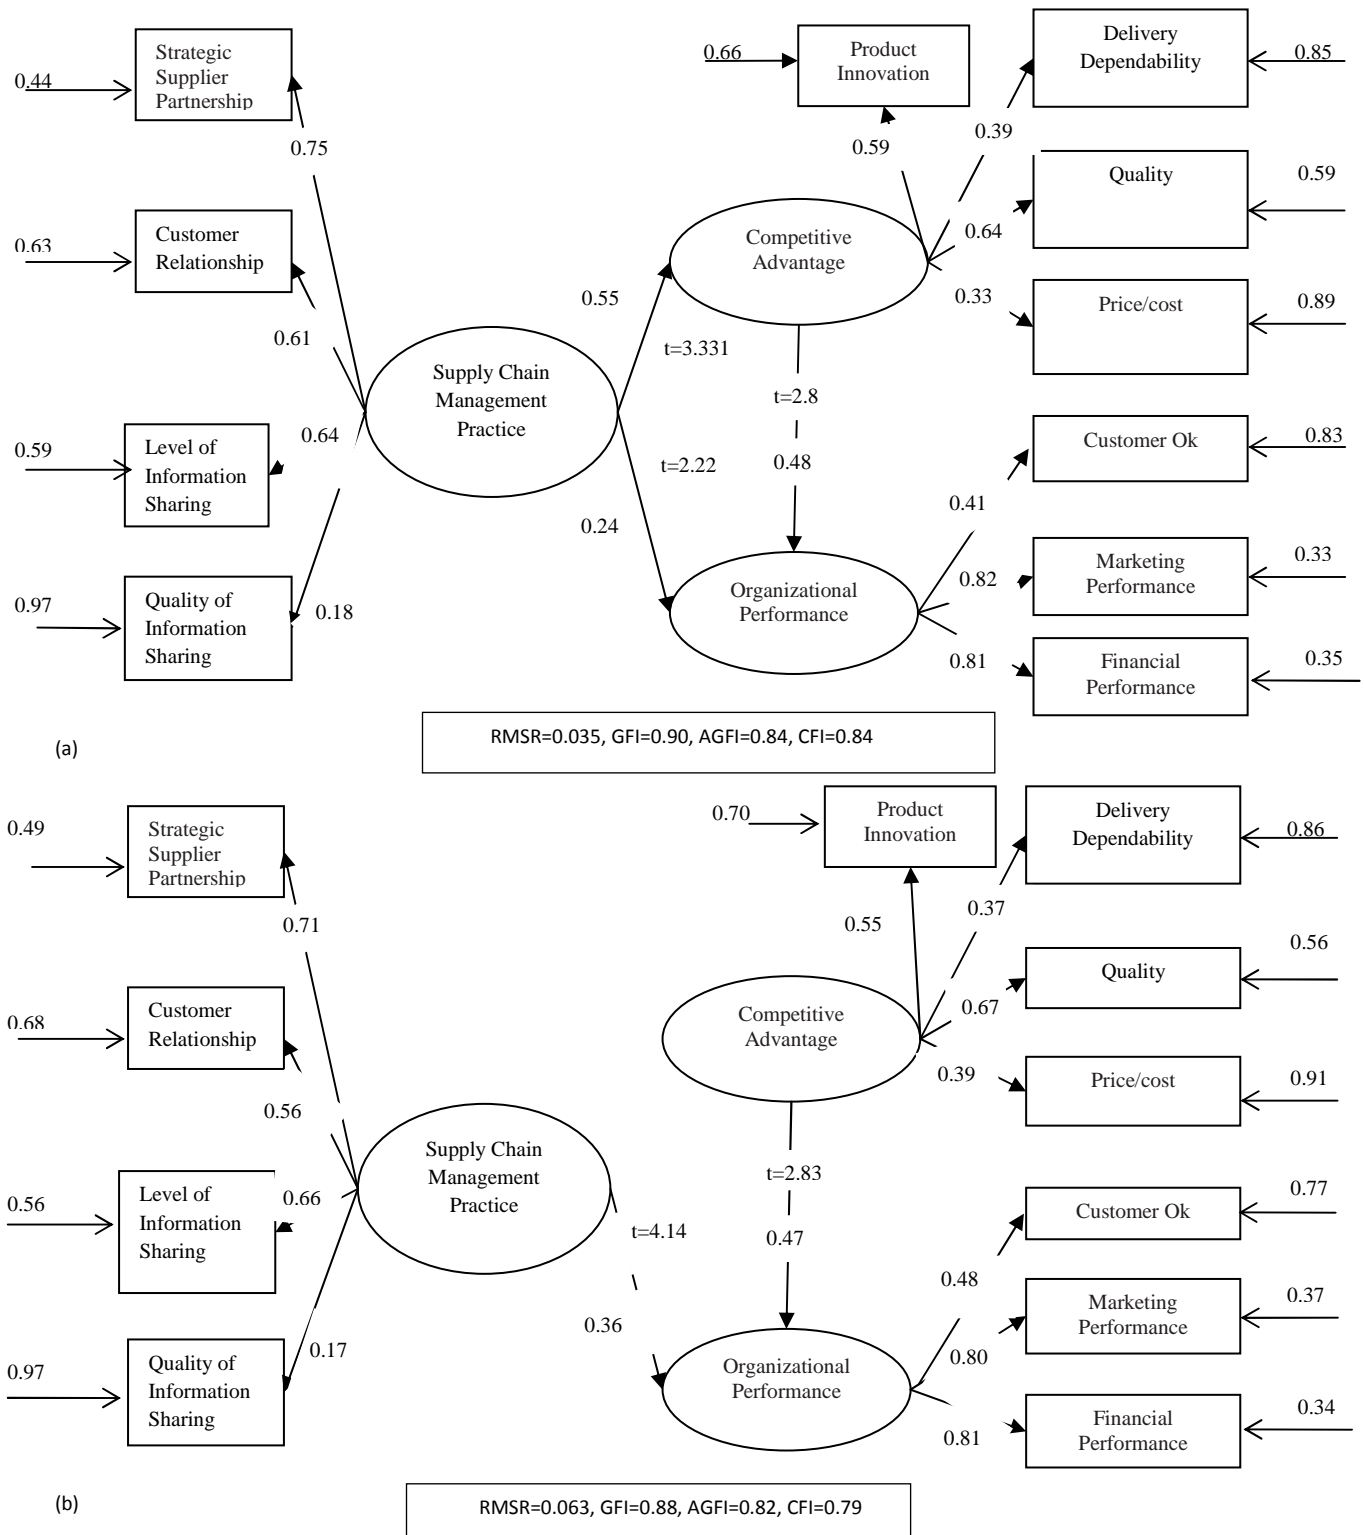 0.44
Strategic
Supplier
Partnership
0.75
0.63
Customer
Relationship
0.61
0.59
Level of
Information
Sharing
0.64
0.97
Quality of
Information
Sharing
0.18
Supply Chain
Management
Practice
0.55
t=3.331
t=2.22
0.24
0.66
Product
Innovation
0.59
Competitive
Advantage
t=2.8
0.48
Organizational
Performance
0.39
Delivery
Dependability
0.85
0.64
Quality
0.59
0.33
Price/cost
0.89
0.41
Customer Ok
0.83
0.82
Marketing
Performance
0.33
0.81
Financial
Performance
0.35
RMSR=0.035, GFI=0.90, AGFI=0.84, CFI=0.84
(a)
0.49
Strategic
Supplier
Partnership
0.71
0.68
Customer
Relationship
0.56
0.56
Level of
Information
Sharing
0.66
0.97
Quality of
Information
Sharing
0.17
Supply Chain
Management
Practice
t=4.14
0.36
0.70
Product
Innovation
0.55
Competitive
Advantage
t=2.83
0.47
Organizational
Performance
0.37
Delivery
Dependability
0.86
0.67
Quality
0.56
0.39
Price/cost
0.91
0.48
Customer Ok
0.77
0.80
Marketing
Performance
0.37
0.81
Financial
Performance
0.34
(b)
RMSR=0.063, GFI=0.88, AGFI=0.82, CFI=0.79